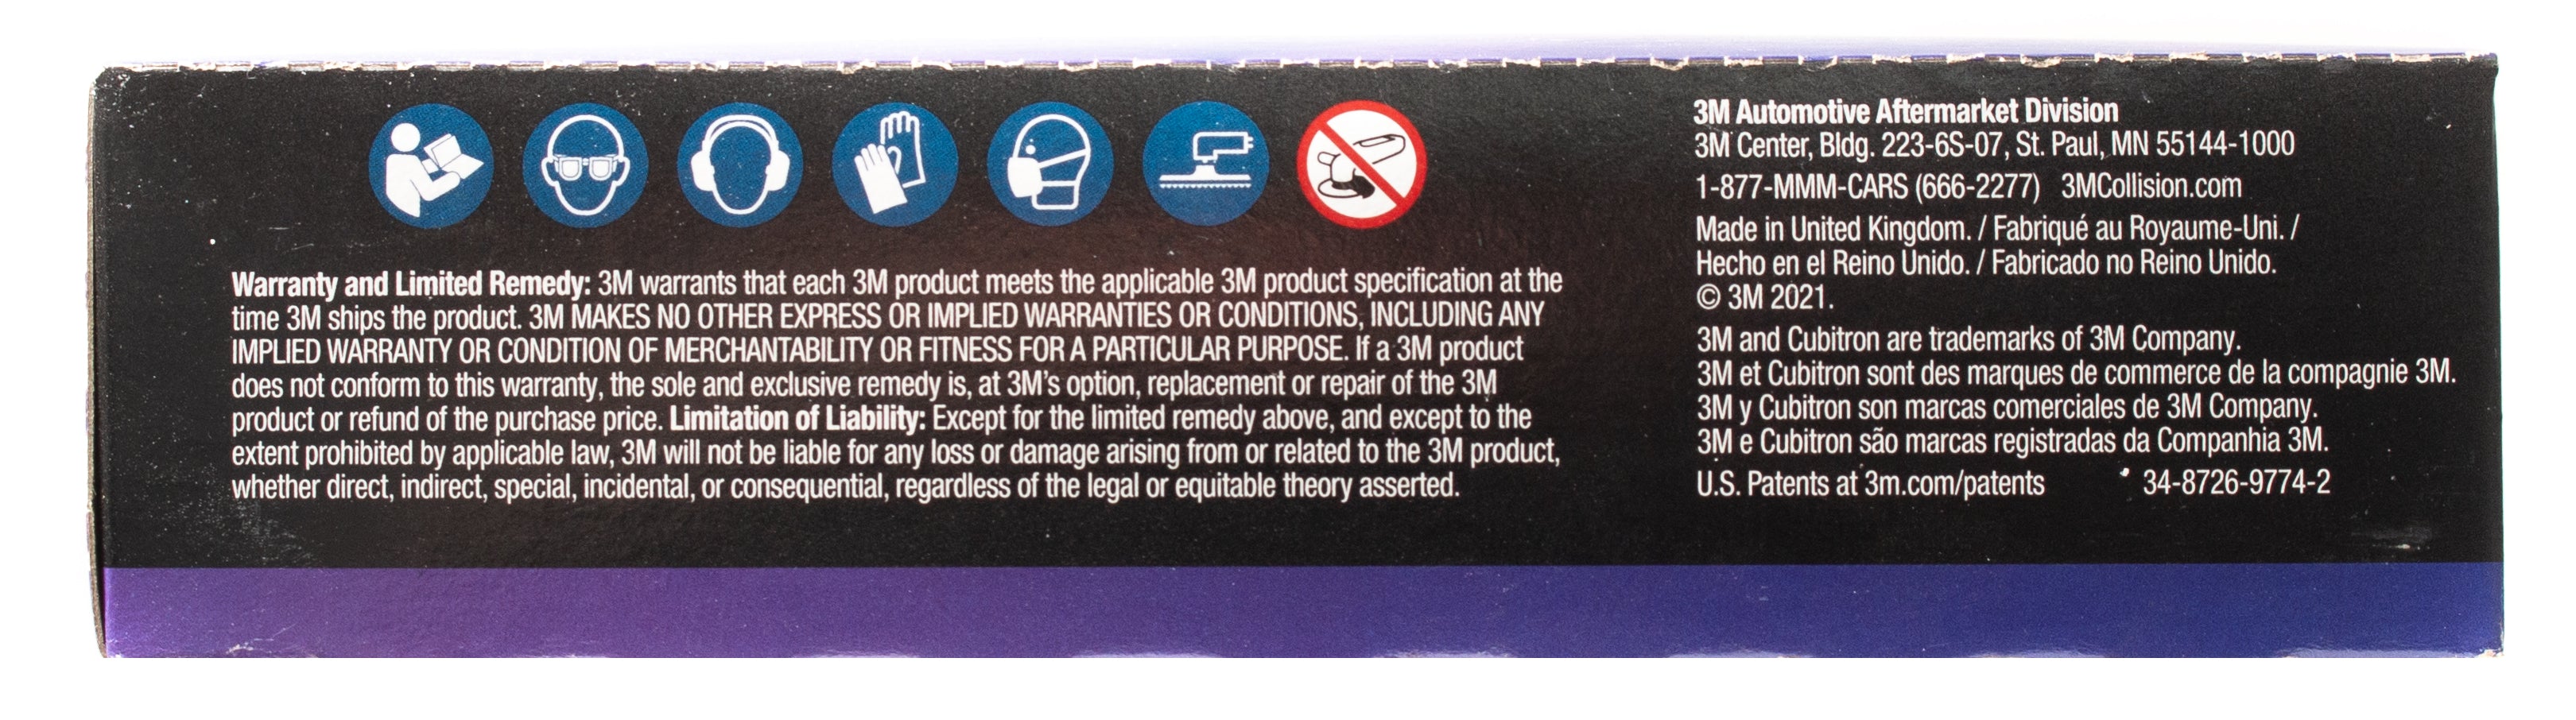 Warranty and Limited Remedy: 3M warrants that each 3M product meets the applicable 3M product specification at the
time 3M ships the product. 3M MAKES NO OTHER EXPRESS OR IMPLIED WARRANTIES OR CONDITIONS, INCLUDING ANY
IMPLIED WARRANTY OR CONDITION OF MERCHANTABILITY OR FITNESS FOR A PARTICULAR PURPOSE. If a 3M product
does not conform to this warranty, the sole and exclusive remedy is, at 3M's option, replacement or repair of the 3M
product or refund of the purchase price. Limitation of Liability: Except for the limited remedy above, and except to the
extent prohibited by applicable law, 3M will not be liable for any loss or damage arising from or related to the 3M product,
whether direct, indirect, special, incidental, or consequential, regardless of the legal or equitable theory asserted.
3M Automotive Aftermarket Division
3M Center, Bldg. 223-6S-07, St. Paul, MN 55144-1000
1-877-MMM-CARS (666-2277) 3MCollision.com
Made in United Kingdom. / Fabriqué au Royaume-Uni. /
Hecho en el Reino Unido. / Fabricado no Reino Unido.
© 3M 2021.
3M and Cubitron are trademarks of 3M Company.
3M et Cubitron sont des marques de commerce de la compagnie 3M.
3M y Cubitron son marcas comerciales de 3M Company.
3M e Cubitron são marcas registradas da Companhia 3M.
U.S. Patents at 3m.com/patents 34-8726-9774-2